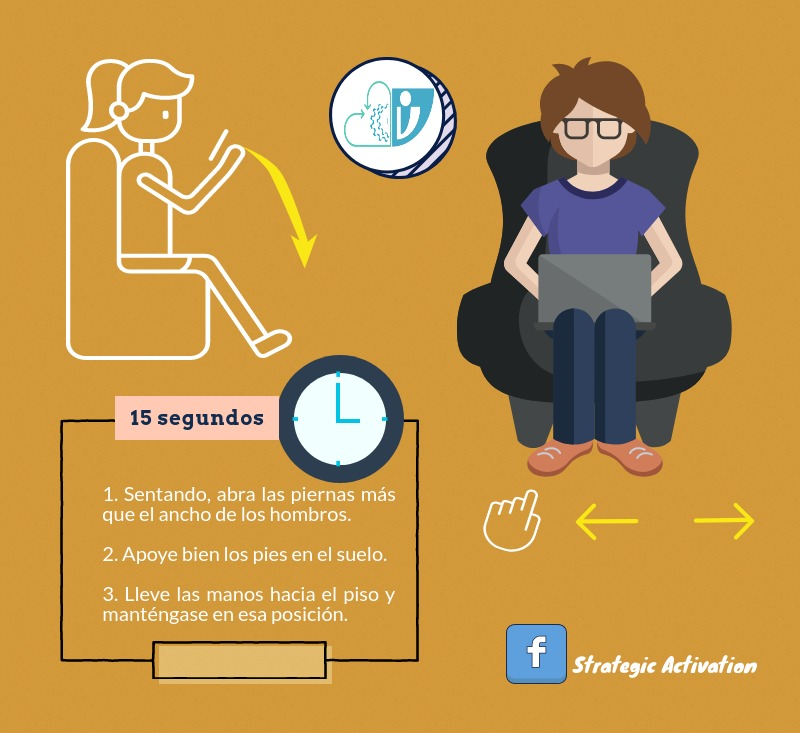 15 segundos
1. Sentando, abra las piernas más
que el ancho de los hombros.
2. Apoye bien los pies en el suelo.
3. Lleve las manos hacia el piso y
manténgase en esa posición.
f
Strategic Activation